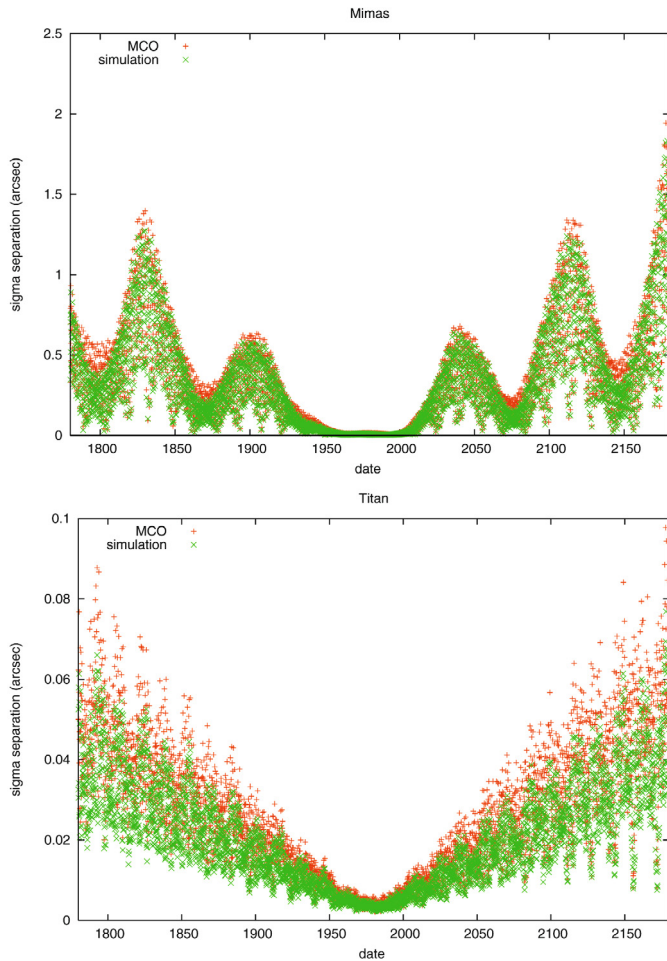 Mimas
2.5
MCO
simulation
2
1.5
1
0.5
0
sigma separation (arcsec)
1800 1850 1900 1950 2000 2050 2100 2150
date
Titan
0.1
MCO
simulation
0.08
0.06
0.04
0.02
0
sigma separation (arcsec)
1800 1850 1900 1950 2000 2050 2100 2150
date